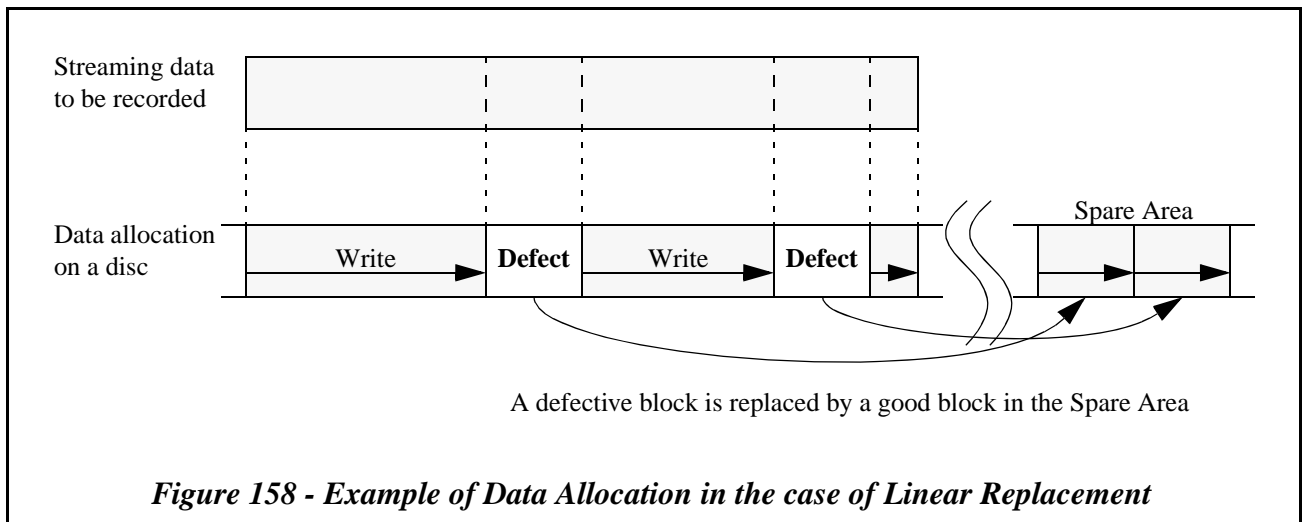 Streaming data
to be recorded
Spare Area
Data allocation
on a disc
Write
Defect
Write
Defect
A defective block is replaced by a good block in the Spare Area
Figure 158 - Example of Data Allocation in the case of Linear Replacement